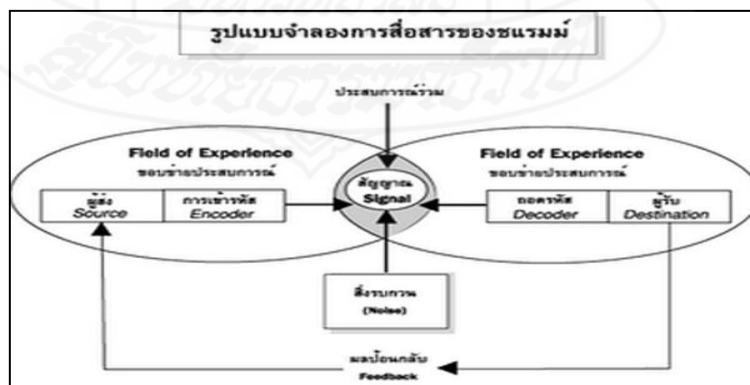 รูปแบบจำลองการสื่อสารของชแรมม์
ประสบการณ์ร่วม
Field of Experience
ขอบข่ายประสบการณ์
ผู้ส่ง
Source
การเข้ารหัส
Encoder
สัญญาณ
Signal
Field of Experience
ขอบข่ายประสบการณ์
ถอดรหัส
Decoder
ผู้รับ
Destination
สิ่งรบกวน
(Noise)
ผลป้อนกลับ
Feedback